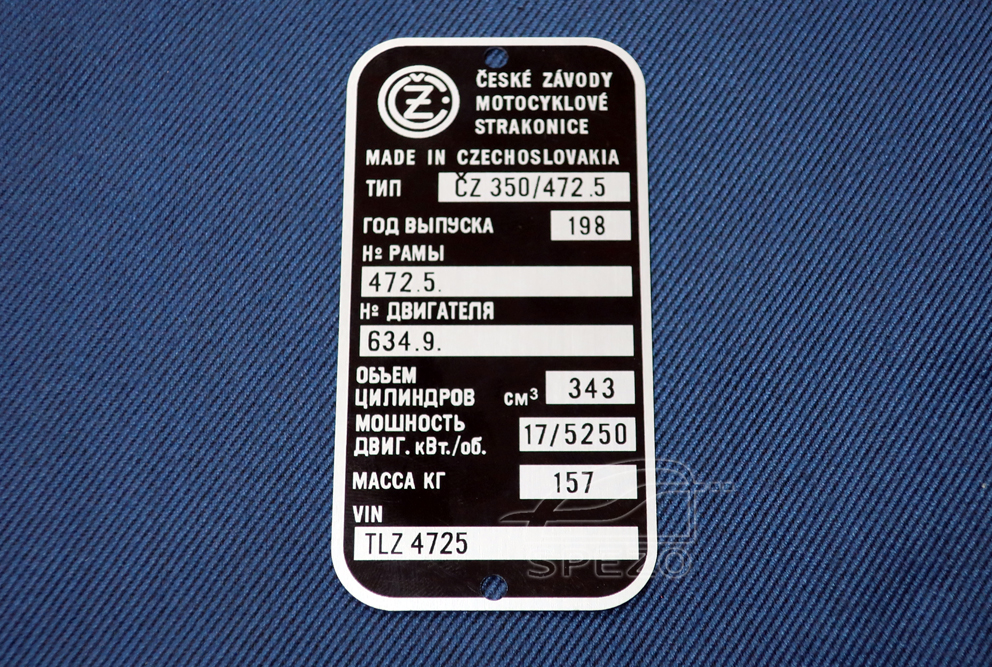 ČZ
ČESKÉ ZÁVODY
MOTOCYKLOVÉ
STRAKONICE
MADE IN CZECHOSLOVAKIA
ТИП ČZ 350/472.5
ГОД ВЫПУСКА 198
№ РАМЫ
472.5.
№ ДВИГАТЕЛЯ
634.9.
ОБЪЕМ
ЦИЛИНДРОВ см³ 343
МОШНОСТЬ
ДВИГ. кВт./об. 17/5250
МАССА КГ 157
VIN
TLZ 4725
SPEZO